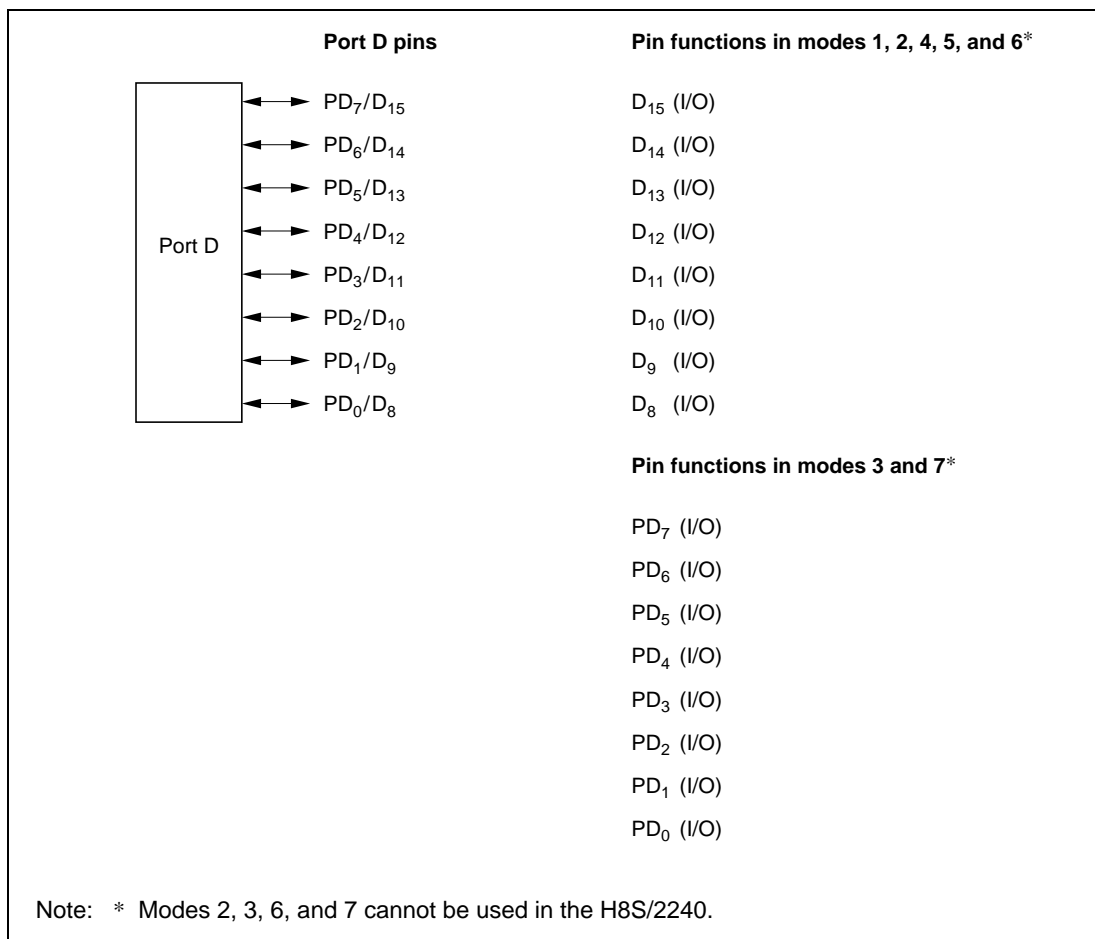 Port D pins Pin functions in modes 1, 2, 4, 5, and 6*
PD₇/D₁₅ D₁₅ (I/O)
PD₆/D₁₄ D₁₄ (I/O)
PD₅/D₁₃ D₁₃ (I/O)
PD₄/D₁₂ D₁₂ (I/O)
Port D
PD₃/D₁₁ D₁₁ (I/O)
PD₂/D₁₀ D₁₀ (I/O)
PD₁/D₉ D₉ (I/O)
PD₀/D₈ D₈ (I/O)
Pin functions in modes 3 and 7*
PD₇ (I/O)
PD₆ (I/O)
PD₅ (I/O)
PD₄ (I/O)
PD₃ (I/O)
PD₂ (I/O)
PD₁ (I/O)
PD₀ (I/O)
Note: * Modes 2, 3, 6, and 7 cannot be used in the H8S/2240.